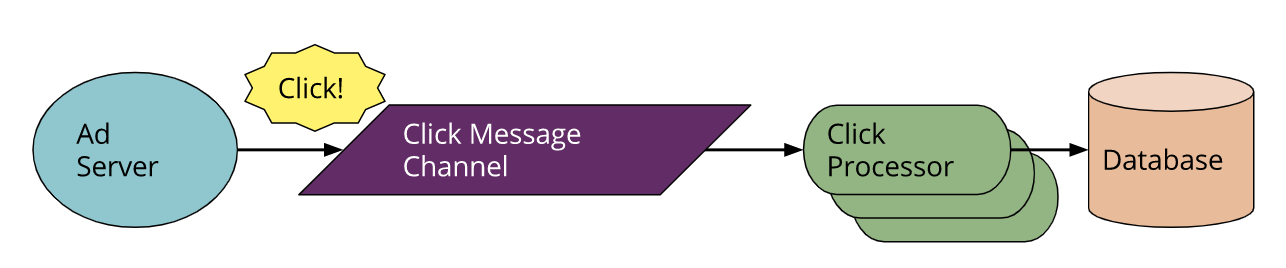 Ad
Server
Click!
Click Message
Channel
Click
Processor
Database